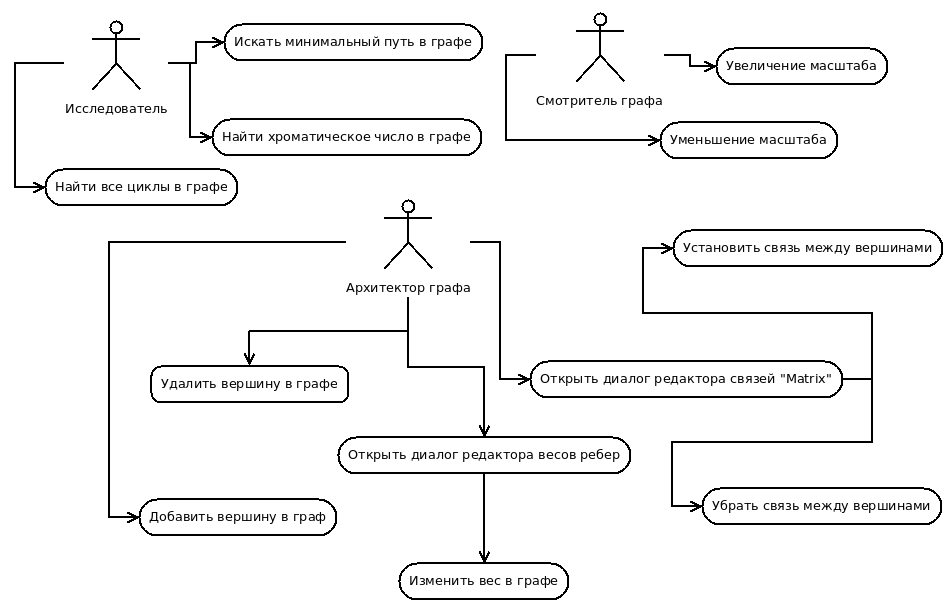 Искать минимальный путь в графе
Исследователь
Найти хроматическое число в графе
Найти все циклы в графе
Смотритель графа
Увеличение масштаба
Уменьшение масштаба
Архитектор графа
Установить связь между вершинами
Удалить вершину в графе
Открыть диалог редактора связей "Matrix"
Открыть диалог редактора весов ребер
Добавить вершину в граф
Убрать связь между вершинами
Изменить вес в графе